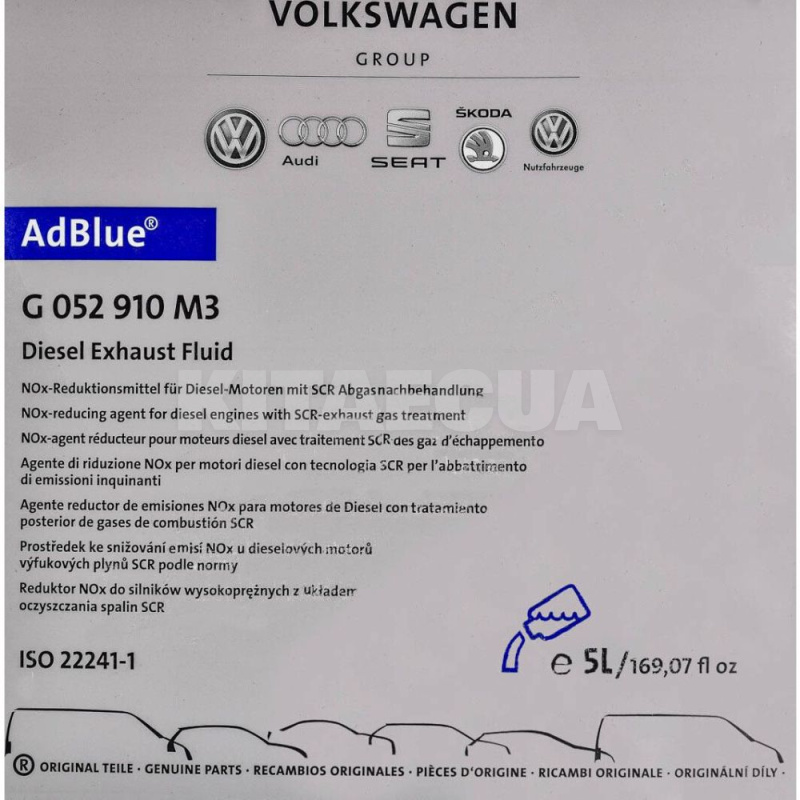 VOLKSWAGEN
GROUP
Audi
SEAT
ŠKODA
Nutzfahrzeuge
AdBlue®
G 052 910 M3
Diesel Exhaust Fluid
KITAECUA
NOx-Reduktionsmittel für Diesel-Motoren mit SCR Abgasnachbehandlung
NOx-reducing agent for diesel engines with SCR-exhaust gas treatment
NOx-agent réducteur pour moteurs diesel avec traitement SCR des gaz d'échappemento
Agente di riduzione NOx per motori diesel con tecnologia SCR per l'abbattrimento
di emissioni inquinanti
Agente reductor de emisiones NOx para motores de Diesel con tratamiento
posterior de gases de combustión SCR
Prostředek ke snižování emisí NOx u dieselových motorů
výfukových plynů SCR podle normy
Reduktor NOx do silników wysokoprężnych z układem
oczyszczania spalin SCR
ISO 22241-1
e 5L/169,07 fl oz
® ORIGINAL TEILE · GENUINE PARTS · RECAMBIOS ORIGINALES · PIÈCES D'ORIGINE · RICAMBI ORIGINALE · ORIGINÁLNÍ DÍLY ·